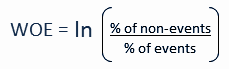 WOE = ln ( % of non-events
% of events )